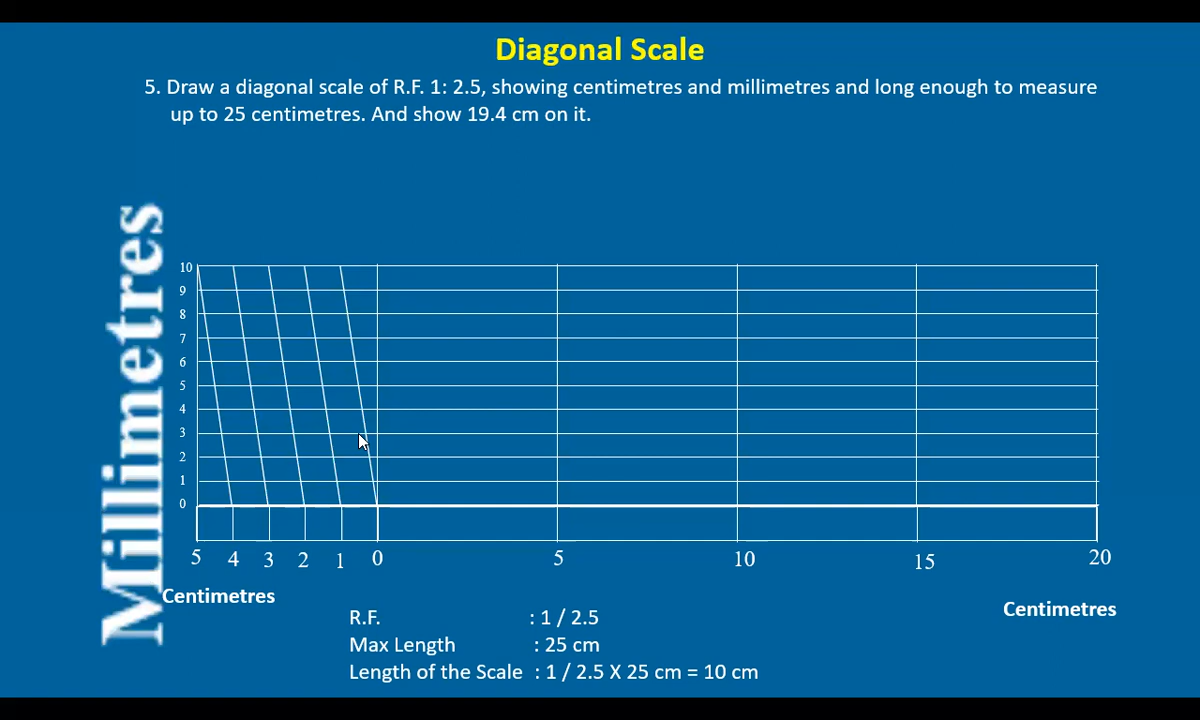 Diagonal Scale
5. Draw a diagonal scale of R.F. 1: 2.5, showing centimetres and millimetres and long enough to measure
up to 25 centimetres. And show 19.4 cm on it.
Millimetres
10
9
8
7
6
5
4
3
2
1
0
5 4 3 2 1 0 5 10 15 20
Centimetres
Centimetres
R.F. : 1 / 2.5
Max Length : 25 cm
Length of the Scale : 1 / 2.5 X 25 cm = 10 cm